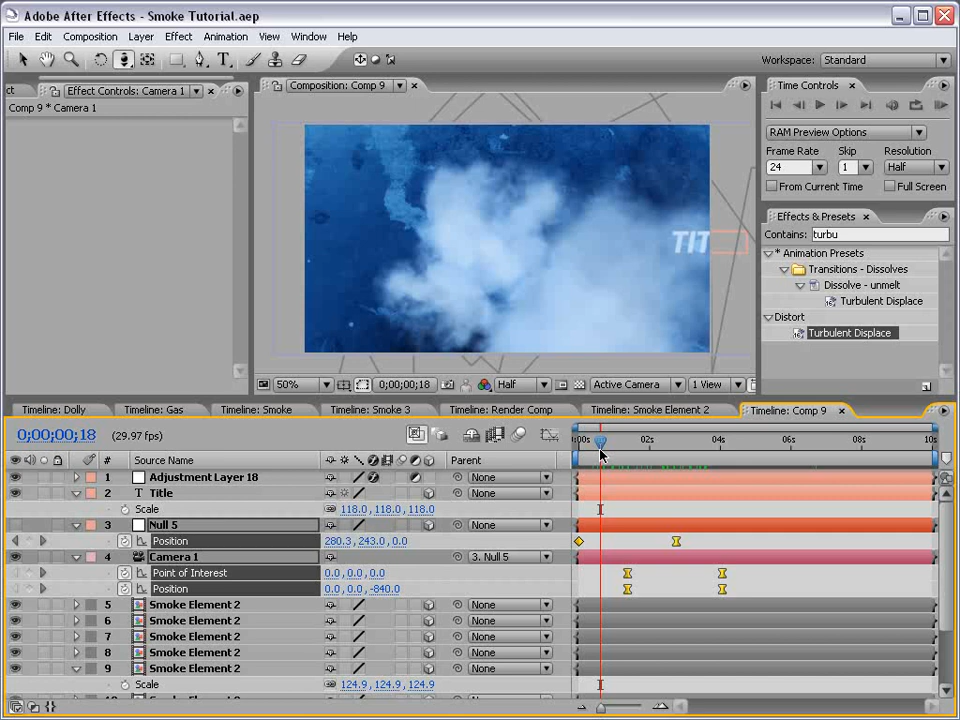 Adobe After Effects - Smoke Tutorial.aep
File Edit Composition Layer Effect Animation View Window Help
Workspace: Standard
ct Effect Controls: Camera 1
Comp 9 * Camera 1
Composition: Comp 9
TIT
50% 0;00;00;18 Half Active Camera 1 View
Time Controls
RAM Preview Options
Frame Rate Skip Resolution
24 1 Half
From Current Time Full Screen
Effects & Presets
Contains: turbu
* Animation Presets
Transitions - Dissolves
Dissolve - unmelt
Turbulent Displace
Distort
Turbulent Displace
Timeline: Dolly Timeline: Gas Timeline: Smoke Timeline: Smoke 3 Timeline: Render Comp Timeline: Smoke Element 2 Timeline: Comp 9
0;00;00;18 (29.97 fps)
:00s 02s 04s 06s 08s 10s
# Source Name Parent
1 Adjustment Layer 18 None
2 T Title None
Scale 118.0, 118.0, 118.0
3 Null 5 None
Position 280.3, 243.0, 0.0
4 Camera 1 3. Null 5
Point of Interest 0.0, 0.0, 0.0
Position 0.0, 0.0, -840.0
5 Smoke Element 2 None
6 Smoke Element 2 None
7 Smoke Element 2 None
8 Smoke Element 2 None
9 Smoke Element 2 None
Scale 124.9, 124.9, 124.9